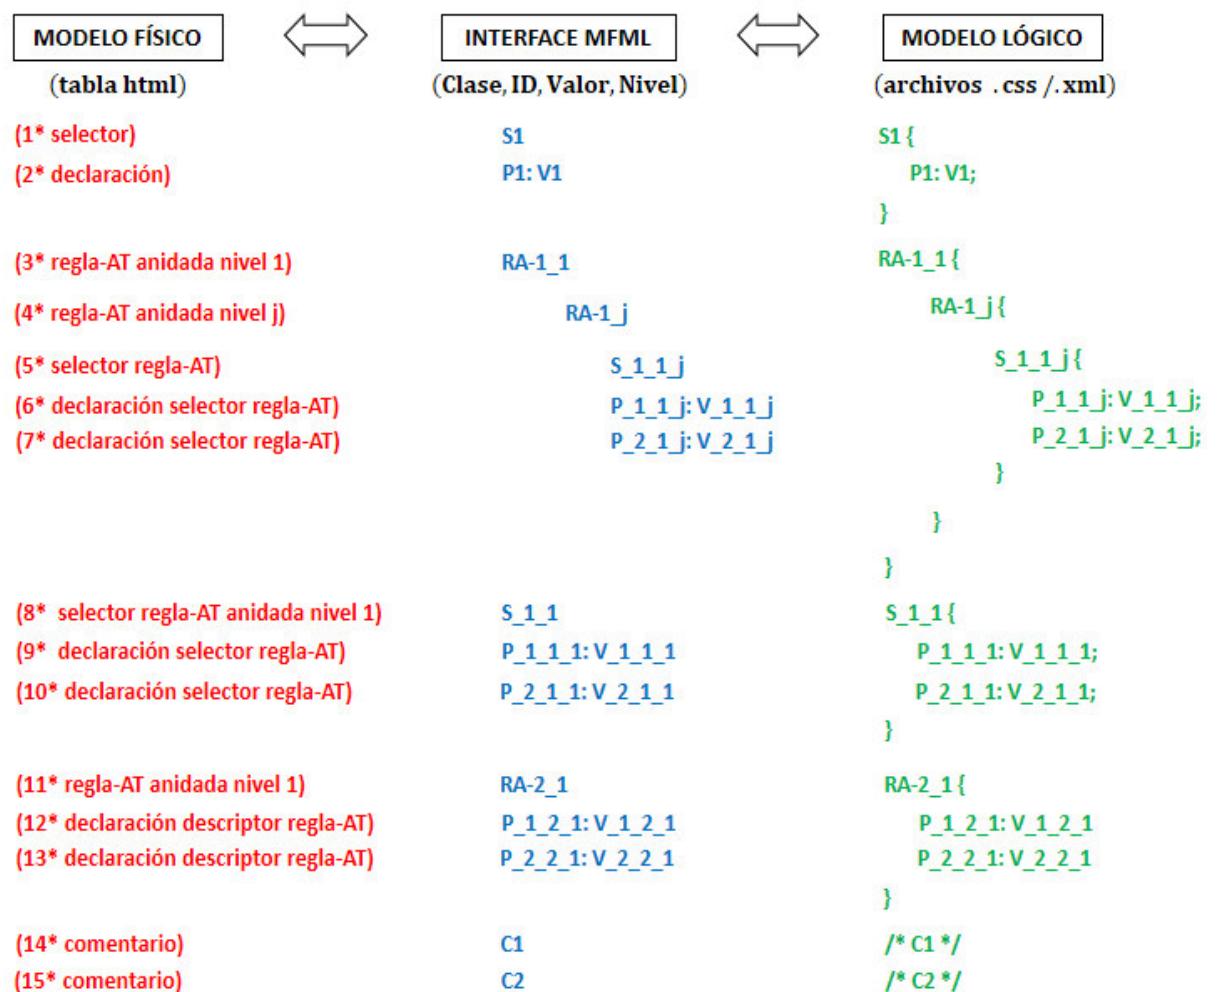 MODELO FÍSICO INTERFACE MFML MODELO LÓGICO
(tabla html) (Clase, ID, Valor, Nivel) (archivos .css /.xml)
(1* selector) S1 S1 {
(2* declaración) P1: V1 P1: V1;
}
(3* regla-AT anidada nivel 1) RA-1_1 RA-1_1 {
(4* regla-AT anidada nivel j) RA-1_j RA-1_j {
(5* selector regla-AT) S_1_1_j S_1_1_j {
(6* declaración selector regla-AT) P_1_1_j: V_1_1_j P_1_1_j: V_1_1_j;
(7* declaración selector regla-AT) P_2_1_j: V_2_1_j P_2_1_j: V_2_1_j;
}
}
}
(8* selector regla-AT anidada nivel 1) S_1_1 S_1_1 {
(9* declaración selector regla-AT) P_1_1_1: V_1_1_1 P_1_1_1: V_1_1_1;
(10* declaración selector regla-AT) P_2_1_1: V_2_1_1 P_2_1_1: V_2_1_1;
}
(11* regla-AT anidada nivel 1) RA-2_1 RA-2_1 {
(12* declaración descriptor regla-AT) P_1_2_1: V_1_2_1 P_1_2_1: V_1_2_1
(13* declaración descriptor regla-AT) P_2_2_1: V_2_2_1 P_2_2_1: V_2_2_1
}
(14* comentario) C1 /* C1 */
(15* comentario) C2 /* C2 */